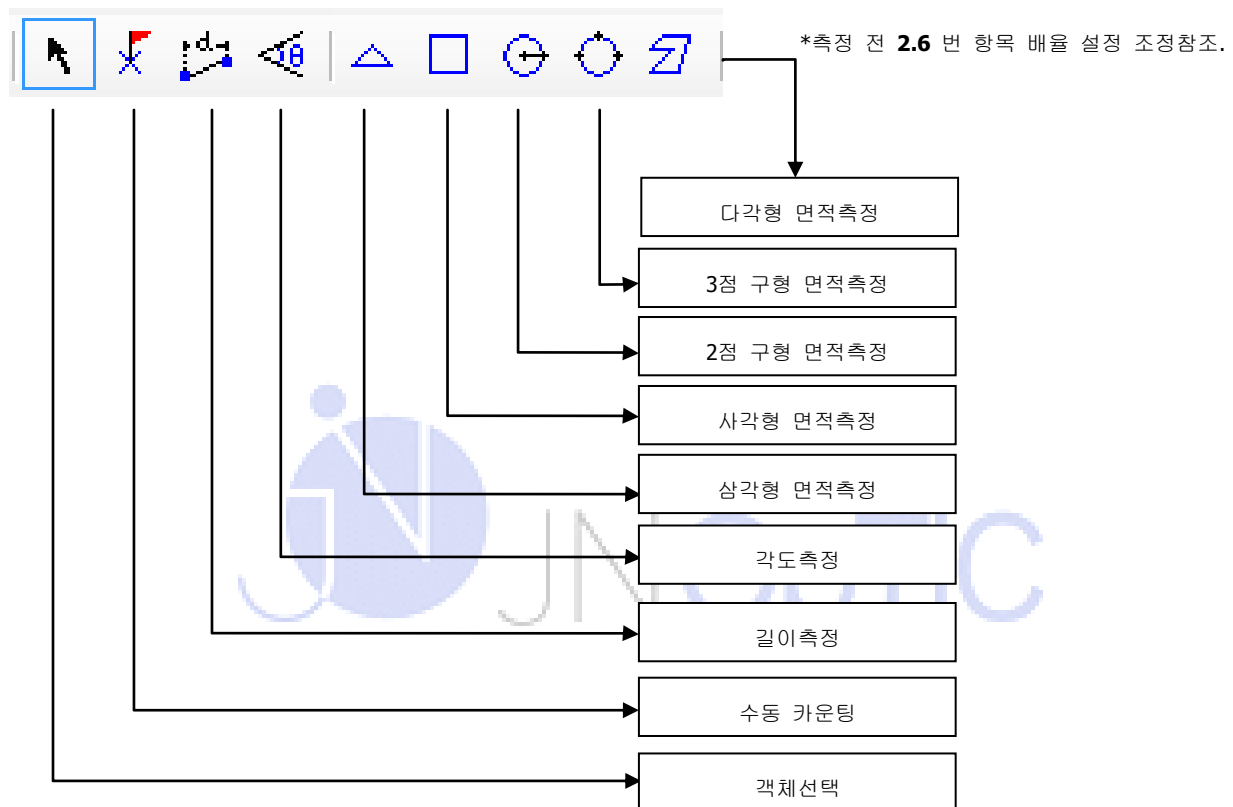 d
θ
*측정 전 2.6 번 항목 배율 설정 조정참조.
다각형 면적측정
3점 구형 면적측정
2점 구형 면적측정
사각형 면적측정
삼각형 면적측정
각도측정
길이측정
수동 카운팅
객체선택
JNOPTIC